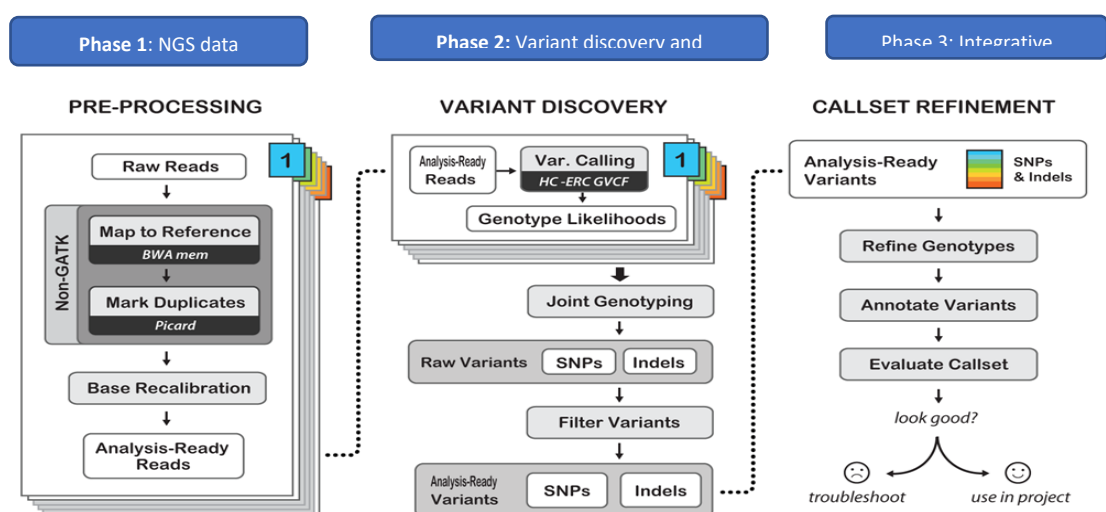 Phase 1: NGS data
Phase 2: Variant discovery and
Phase 3: Integrative
PRE-PROCESSING
1
Raw Reads
Non-GATK
Map to Reference
BWA mem
Mark Duplicates
Picard
Base Recalibration
Analysis-Ready
Reads
VARIANT DISCOVERY
1
Analysis-Ready
Reads
Var. Calling
HC -ERC GVCF
Genotype Likelihoods
Joint Genotyping
Raw Variants
SNPs
Indels
Filter Variants
Analysis-Ready
Variants
SNPs
Indels
CALLSET REFINEMENT
Analysis-Ready
Variants
SNPs
& Indels
Refine Genotypes
Annotate Variants
Evaluate Callset
look good?
troubleshoot
use in project